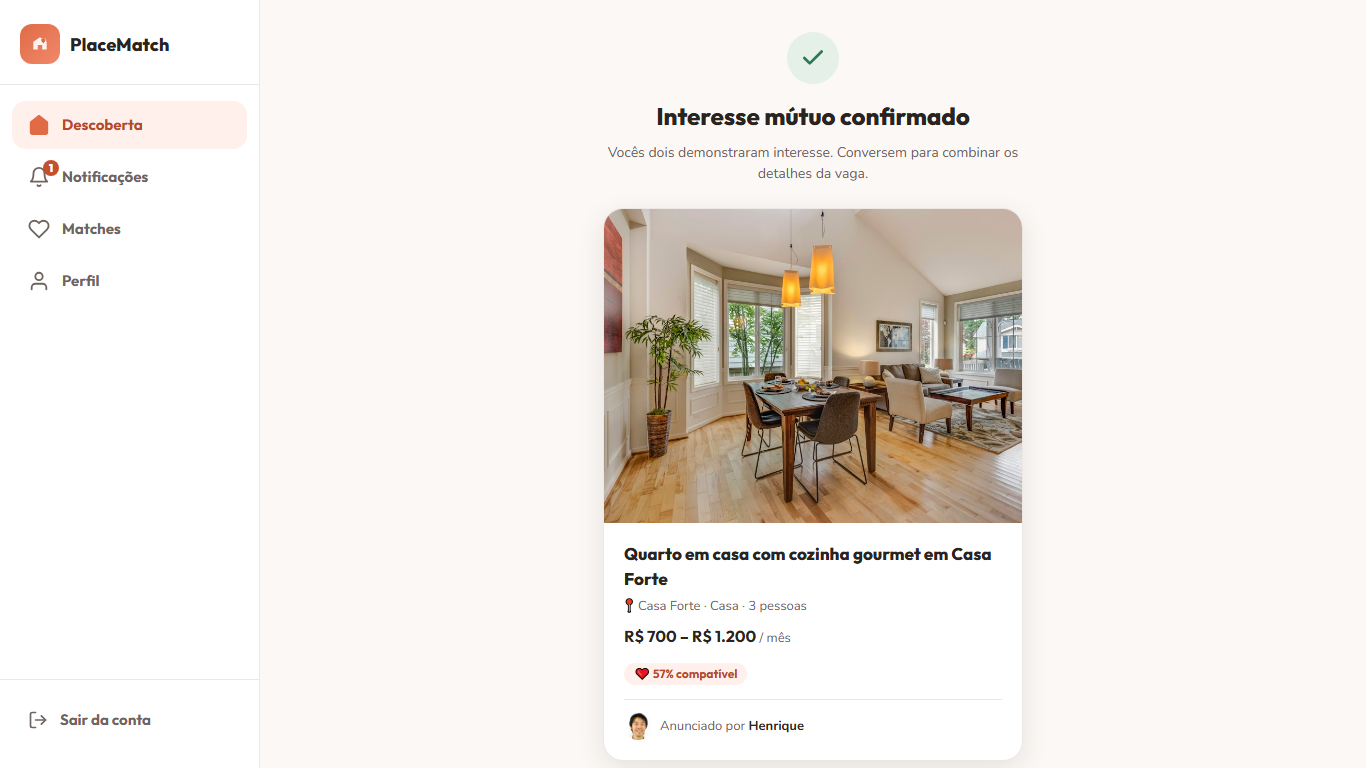 PlaceMatch
Descoberta
1
Notificações
Matches
Perfil
Sair da conta
Interesse mútuo confirmado
Vocês dois demonstraram interesse. Conversem para combinar os
detalhes da vaga.
Quarto em casa com cozinha gourmet em Casa
Forte
Casa Forte · Casa · 3 pessoas
R$ 700 – R$ 1.200 / mês
57% compatível
Anunciado por Henrique